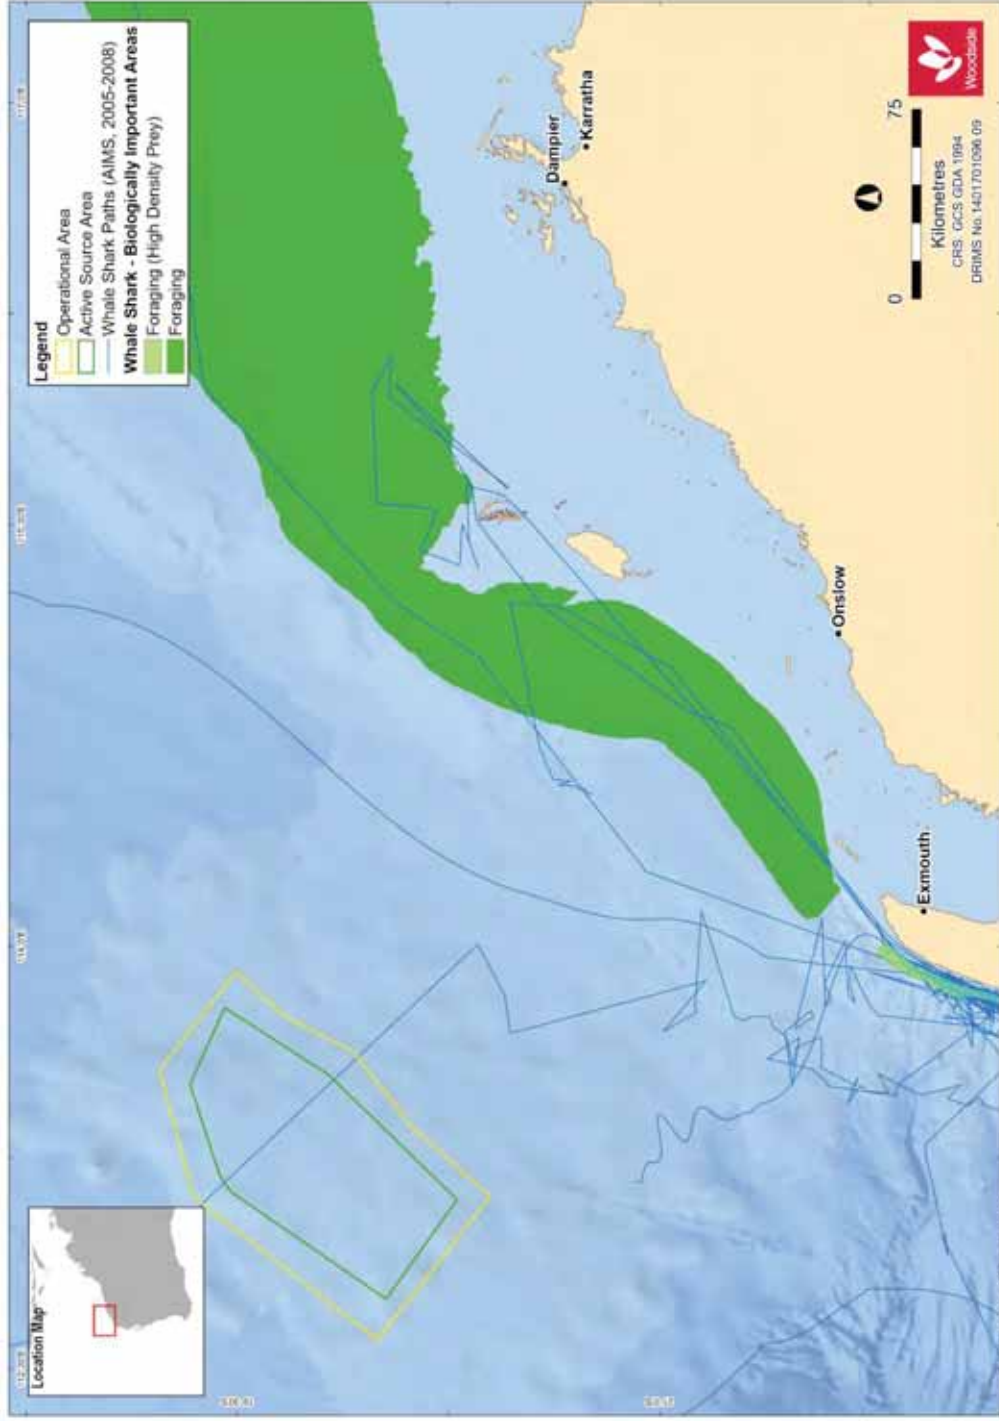 Location Map
Legend
Operational Area
Active Source Area
Whale Shark Paths (AIMS, 2005-2008)
Whale Shark - Biologically Important Areas
Foraging (High Density Prey)
Foraging
Dampier
Karratha
Onslow
Exmouth
0 75
Kilometres
CRS: GCS GDA 1994
DRIMS No.1401701096.09
Woodside